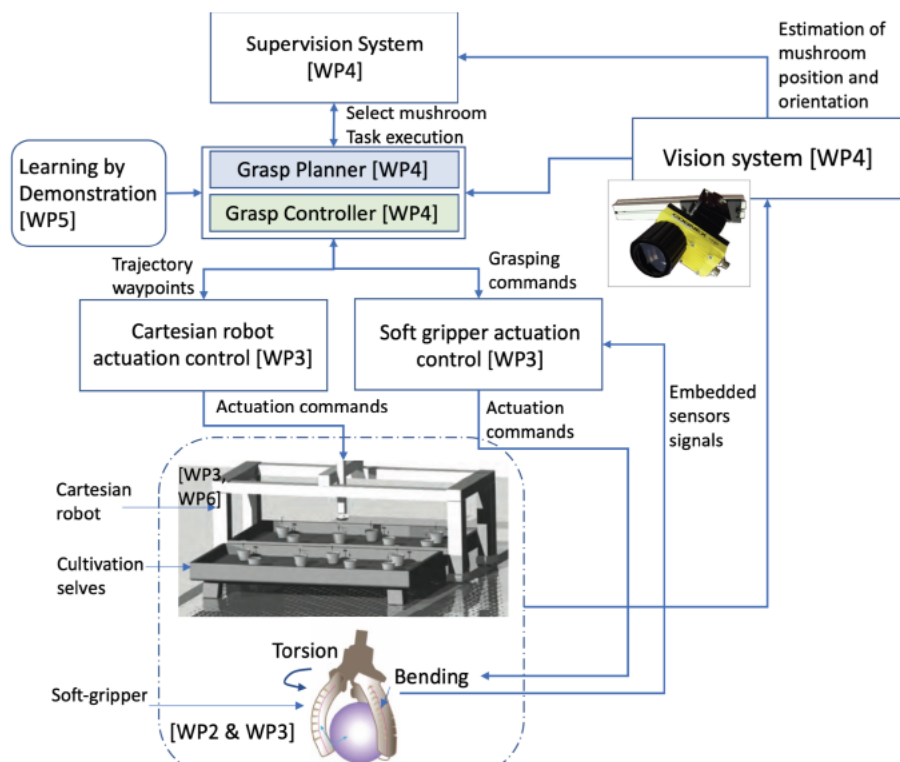 Supervision System
[WP4]
Estimation of
mushroom
position and
orientation
Select mushroom
Task execution
Learning by
Demonstration
[WP5]
Grasp Planner [WP4]
Grasp Controller [WP4]
Vision system [WP4]
COGNEX
Trajectory
waypoints
Grasping
commands
Cartesian robot
actuation control [WP3]
Soft gripper actuation
control [WP3]
Actuation commands
Actuation
commands
Embedded
sensors
signals
[WP3,
WP6]
Cartesian
robot
Cultivation
selves
Torsion
Bending
Soft-gripper
[WP2 & WP3]